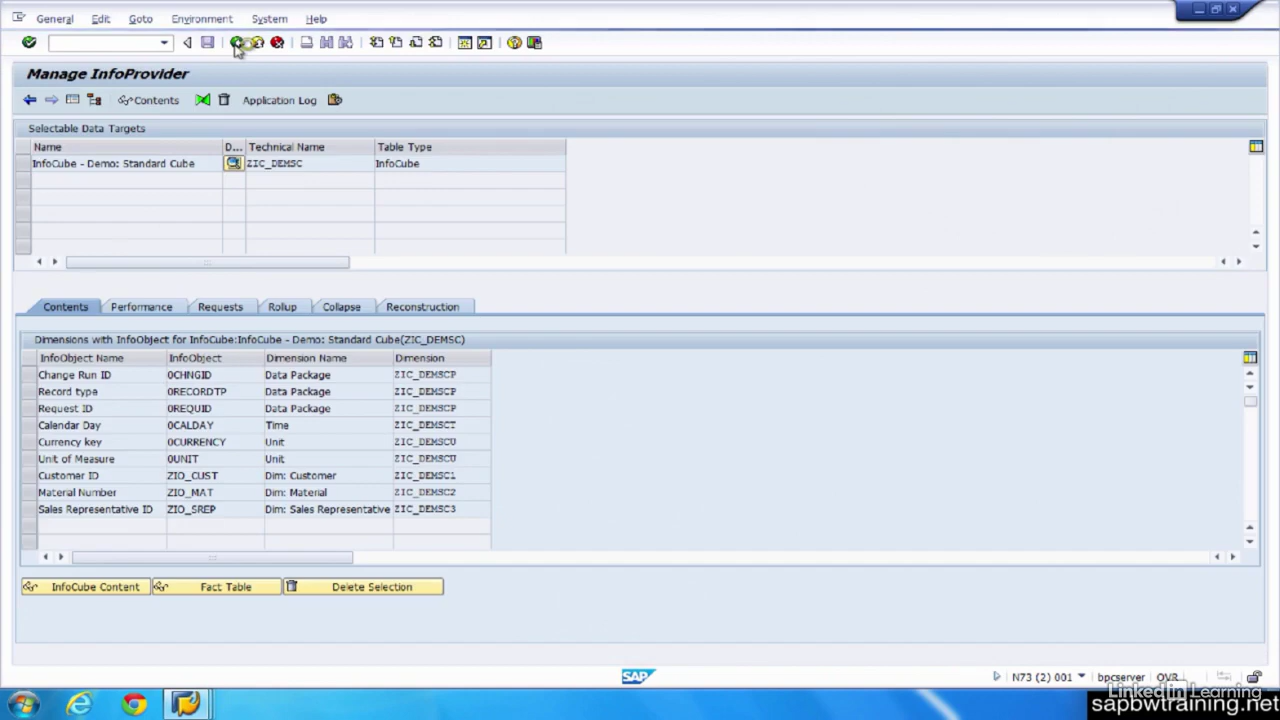 General Edit Goto Environment System Help
Manage InfoProvider
Contents Application Log
Selectable Data Targets
Name D... Technical Name Table Type
InfoCube - Demo: Standard Cube ZIC_DEMSC InfoCube
Contents Performance Requests Rollup Collapse Reconstruction
Dimensions with InfoObject for InfoCube:InfoCube - Demo: Standard Cube(ZIC_DEMSC)
InfoObject Name InfoObject Dimension Name Dimension
Change Run ID 0CHNGID Data Package ZIC_DEMSCP
Record type 0RECORDTP Data Package ZIC_DEMSCP
Request ID 0REQUID Data Package ZIC_DEMSCP
Calendar Day 0CALDAY Time ZIC_DEMSCT
Currency key 0CURRENCY Unit ZIC_DEMSCU
Unit of Measure 0UNIT Unit ZIC_DEMSCU
Customer ID ZIO_CUST Dim: Customer ZIC_DEMSC1
Material Number ZIO_MAT Dim: Material ZIC_DEMSC2
Sales Representative ID ZIO_SREP Dim: Sales Representative ZIC_DEMSC3
InfoCube Content Fact Table Delete Selection
SAP N73 (2) 001 bpcserver OVR
LinkedIn Learning
sapbwtraining.net